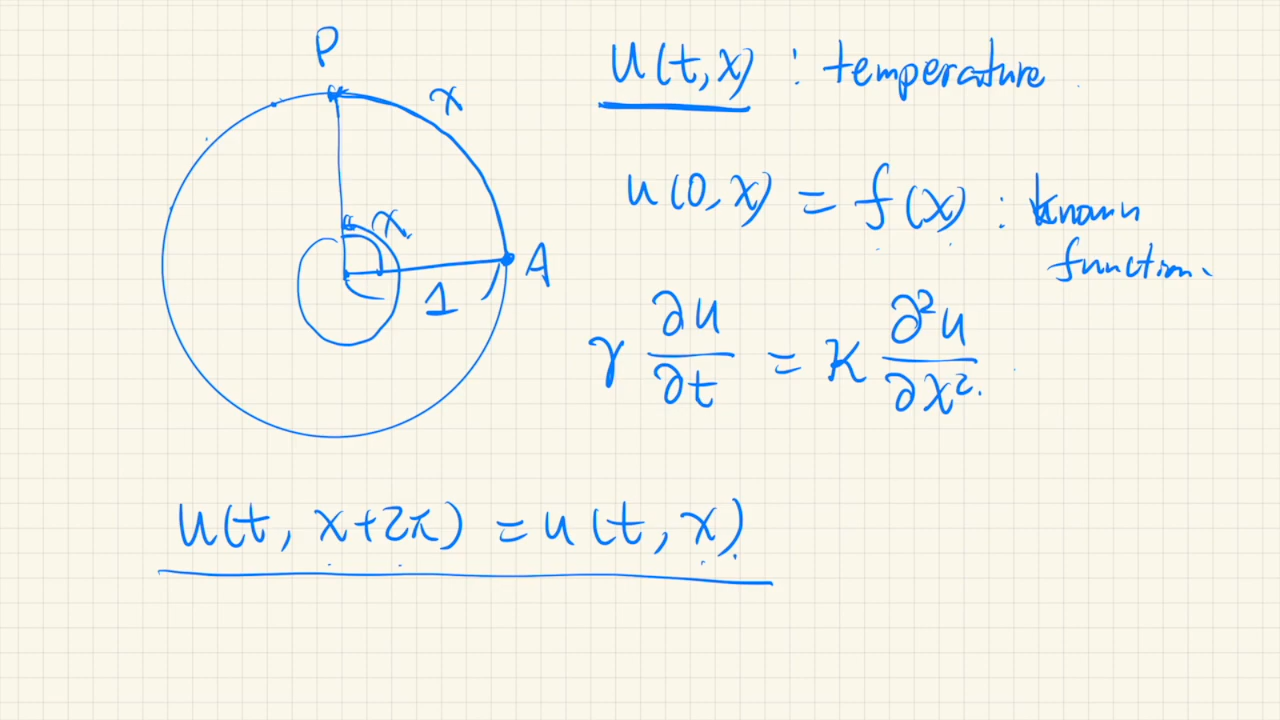 P
x
x
A
1
u(t,x) : temperature
u(0,x) = f(x) : known
function.
γ ∂u/∂t = K ∂²u/∂x².
u(t, x+2π) = u(t,x)